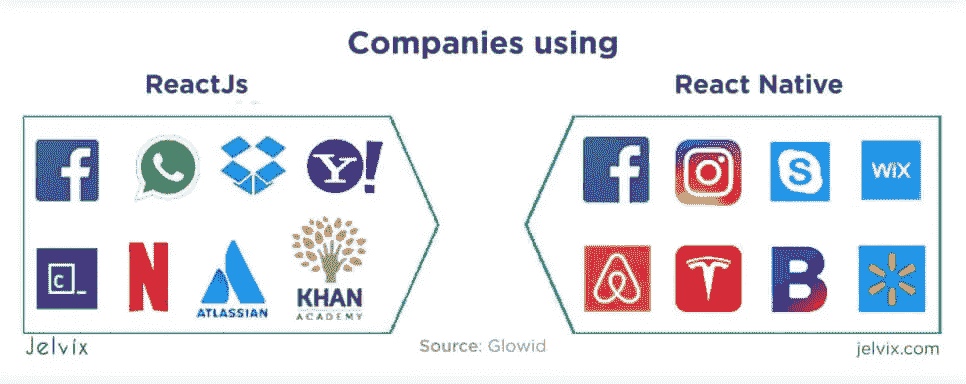 Companies using
ReactJs
React Native
f
Y!
f
S
WiX
C_
N
ATLASSIAN
KHAN
ACADEMY
B
Jelvix
Source: Glowid
jelvix.com